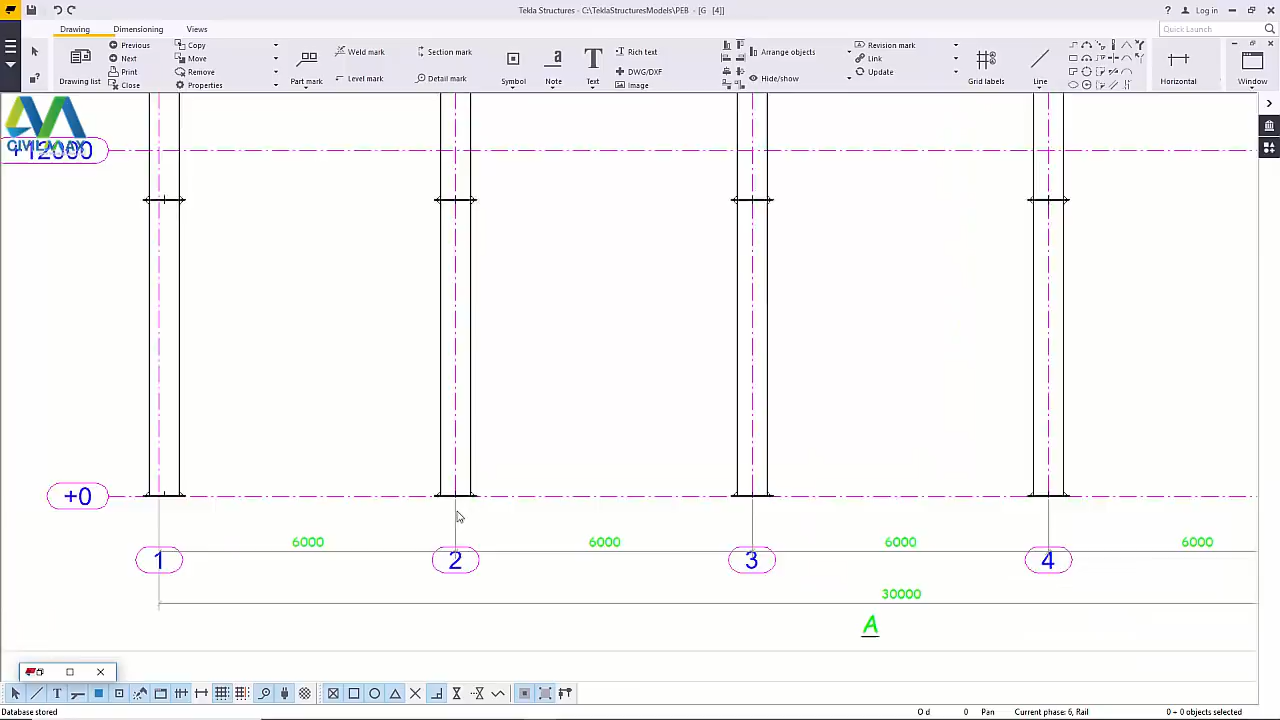 Tekla Structures - C:\TeklaStructuresModels\PEB - [G [4]]
Log in
Drawing Dimensioning Views
Quick Launch
Drawing list
Previous
Next
Print
Close
Copy
Move
Remove
Properties
Part mark
Weld mark
Level mark
Section mark
Detail mark
Symbol
Note
Text
Rich text
DWG/DXF
Image
Arrange objects
Hide/show
Revision mark
Link
Update
Grid labels
Line
Horizontal
Window
CIVILMAX
+12000
+0
6000 6000 6000 6000
1 2 3 4
30000
A
Database stored
O d 0 Pan Current phase: 6, Rail 0 + 0 objects selected